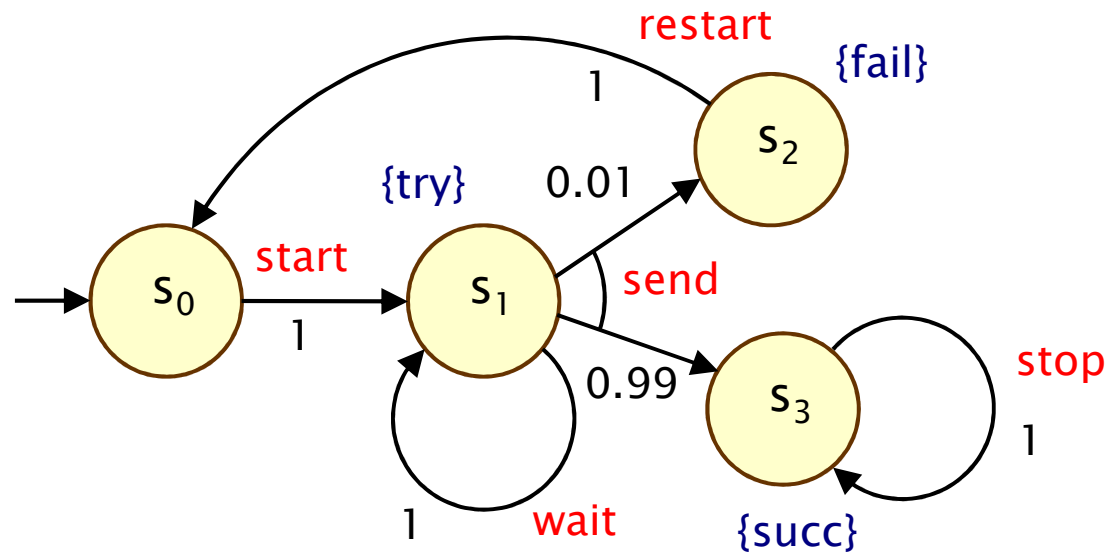 restart
{fail}
1
s₂
{try}
0.01
start
send
s₀
s₁
1
0.99
stop
s₃
1
1
wait
{succ}